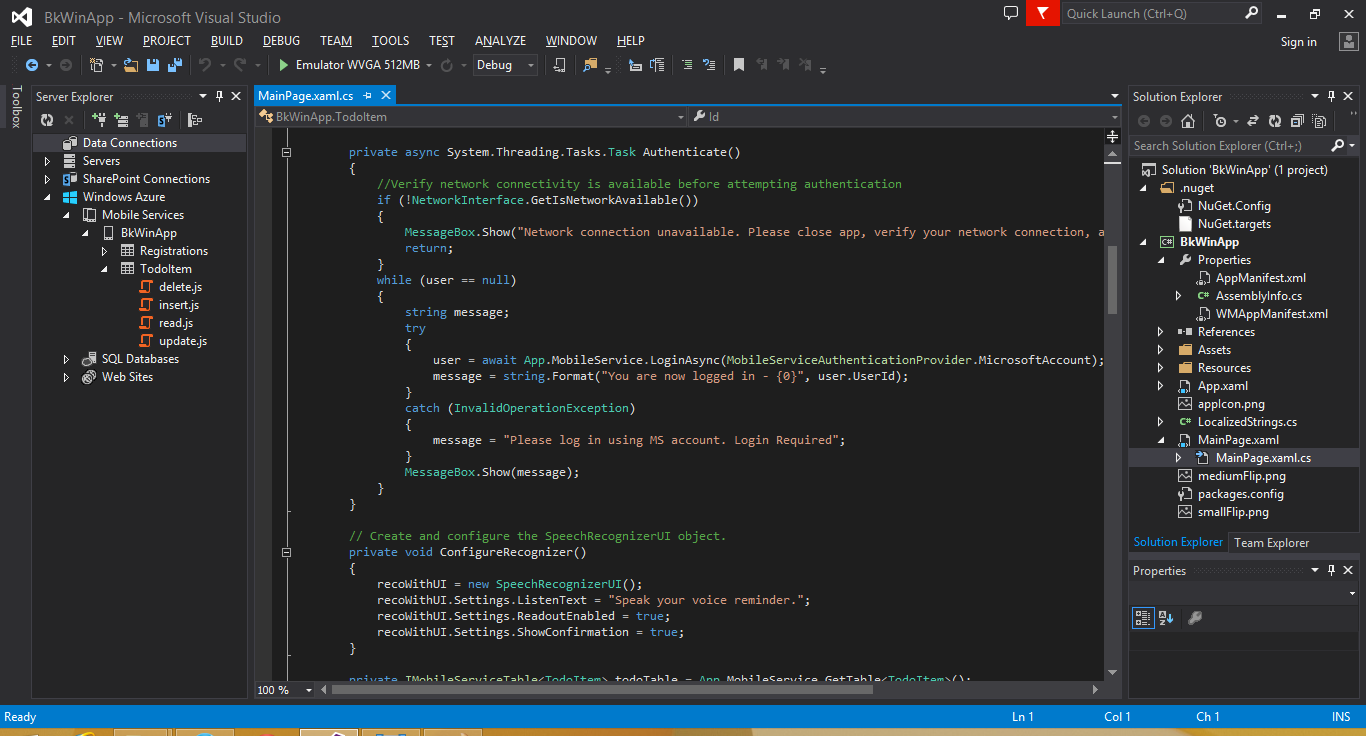 BkWinApp - Microsoft Visual Studio
Quick Launch (Ctrl+Q)
FILE EDIT VIEW PROJECT BUILD DEBUG TEAM TOOLS TEST ANALYZE WINDOW HELP
Sign in
Emulator WVGA 512MB
Debug
Toolbox
Server Explorer
Data Connections
Servers
SharePoint Connections
Windows Azure
Mobile Services
BkWinApp
Registrations
TodoItem
delete.js
insert.js
read.js
update.js
SQL Databases
Web Sites
MainPage.xaml.cs
BkWinApp.TodoItem
Id
private async System.Threading.Tasks.Task Authenticate()
{
//Verify network connectivity is available before attempting authentication
if (!NetworkInterface.GetIsNetworkAvailable())
{
MessageBox.Show("Network connection unavailable. Please close app, verify your network connection, a
return;
}
while (user == null)
{
string message;
try
{
user = await App.MobileService.LoginAsync(MobileServiceAuthenticationProvider.MicrosoftAccount);
message = string.Format("You are now logged in - {0}", user.UserId);
}
catch (InvalidOperationException)
{
message = "Please log in using MS account. Login Required";
}
MessageBox.Show(message);
}
}
// Create and configure the SpeechRecognizerUI object.
private void ConfigureRecognizer()
{
recoWithUI = new SpeechRecognizerUI();
recoWithUI.Settings.ListenText = "Speak your voice reminder.";
recoWithUI.Settings.ReadoutEnabled = true;
recoWithUI.Settings.ShowConfirmation = true;
}
private IMobileServiceTable<TodoItem> todoTable = App.MobileService.GetTable<TodoItem>();
100 %
Solution Explorer
Search Solution Explorer (Ctrl+;)
Solution 'BkWinApp' (1 project)
.nuget
NuGet.Config
NuGet.targets
BkWinApp
Properties
AppManifest.xml
AssemblyInfo.cs
WMAppManifest.xml
References
Assets
Resources
App.xaml
appIcon.png
LocalizedStrings.cs
MainPage.xaml
MainPage.xaml.cs
mediumFlip.png
packages.config
smallFlip.png
Solution Explorer
Team Explorer
Properties
Ready
Ln 1
Col 1
Ch 1
INS